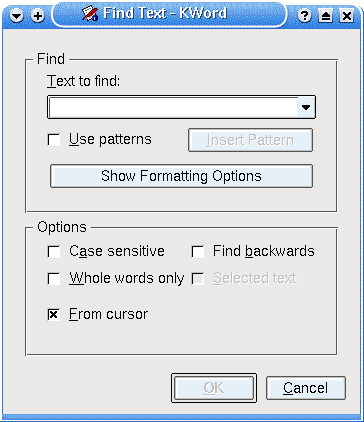 Find Text - KWord
Find
Text to find:
Use patterns
Insert Pattern
Show Formatting Options
Options
Case sensitive
Find backwards
Whole words only
Selected text
From cursor
OK
Cancel